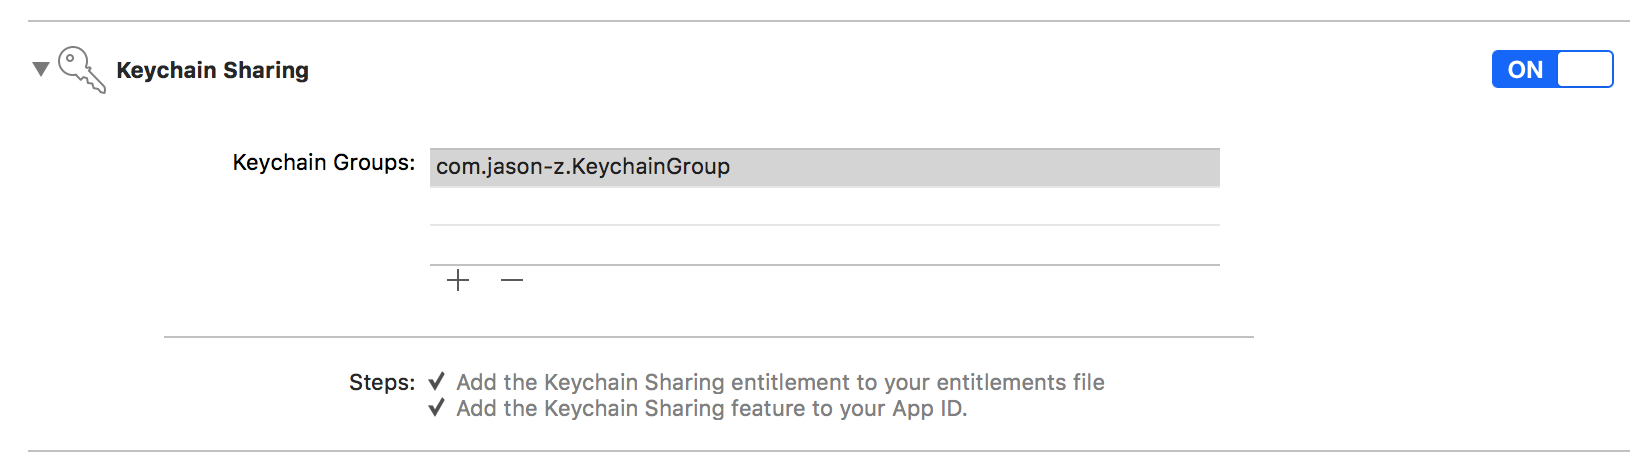 Keychain Sharing
ON
Keychain Groups: com.jason-z.KeychainGroup
Steps: ✓ Add the Keychain Sharing entitlement to your entitlements file
✓ Add the Keychain Sharing feature to your App ID.